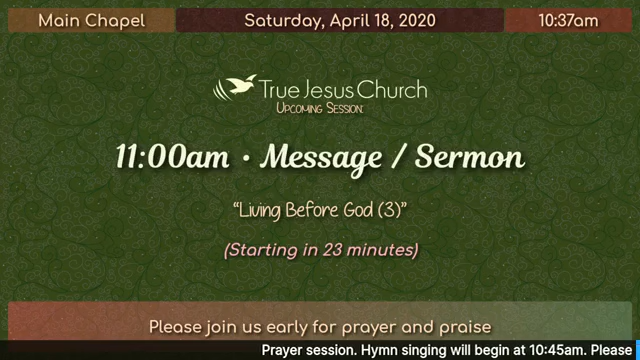 Main Chapel
Saturday, April 18, 2020
10:37am
True Jesus Church
Upcoming Session:
11:00am • Message / Sermon
“Living Before God (3)”
(Starting in 23 minutes)
Please join us early for prayer and praise
Prayer session. Hymn singing will begin at 10:45am. Please